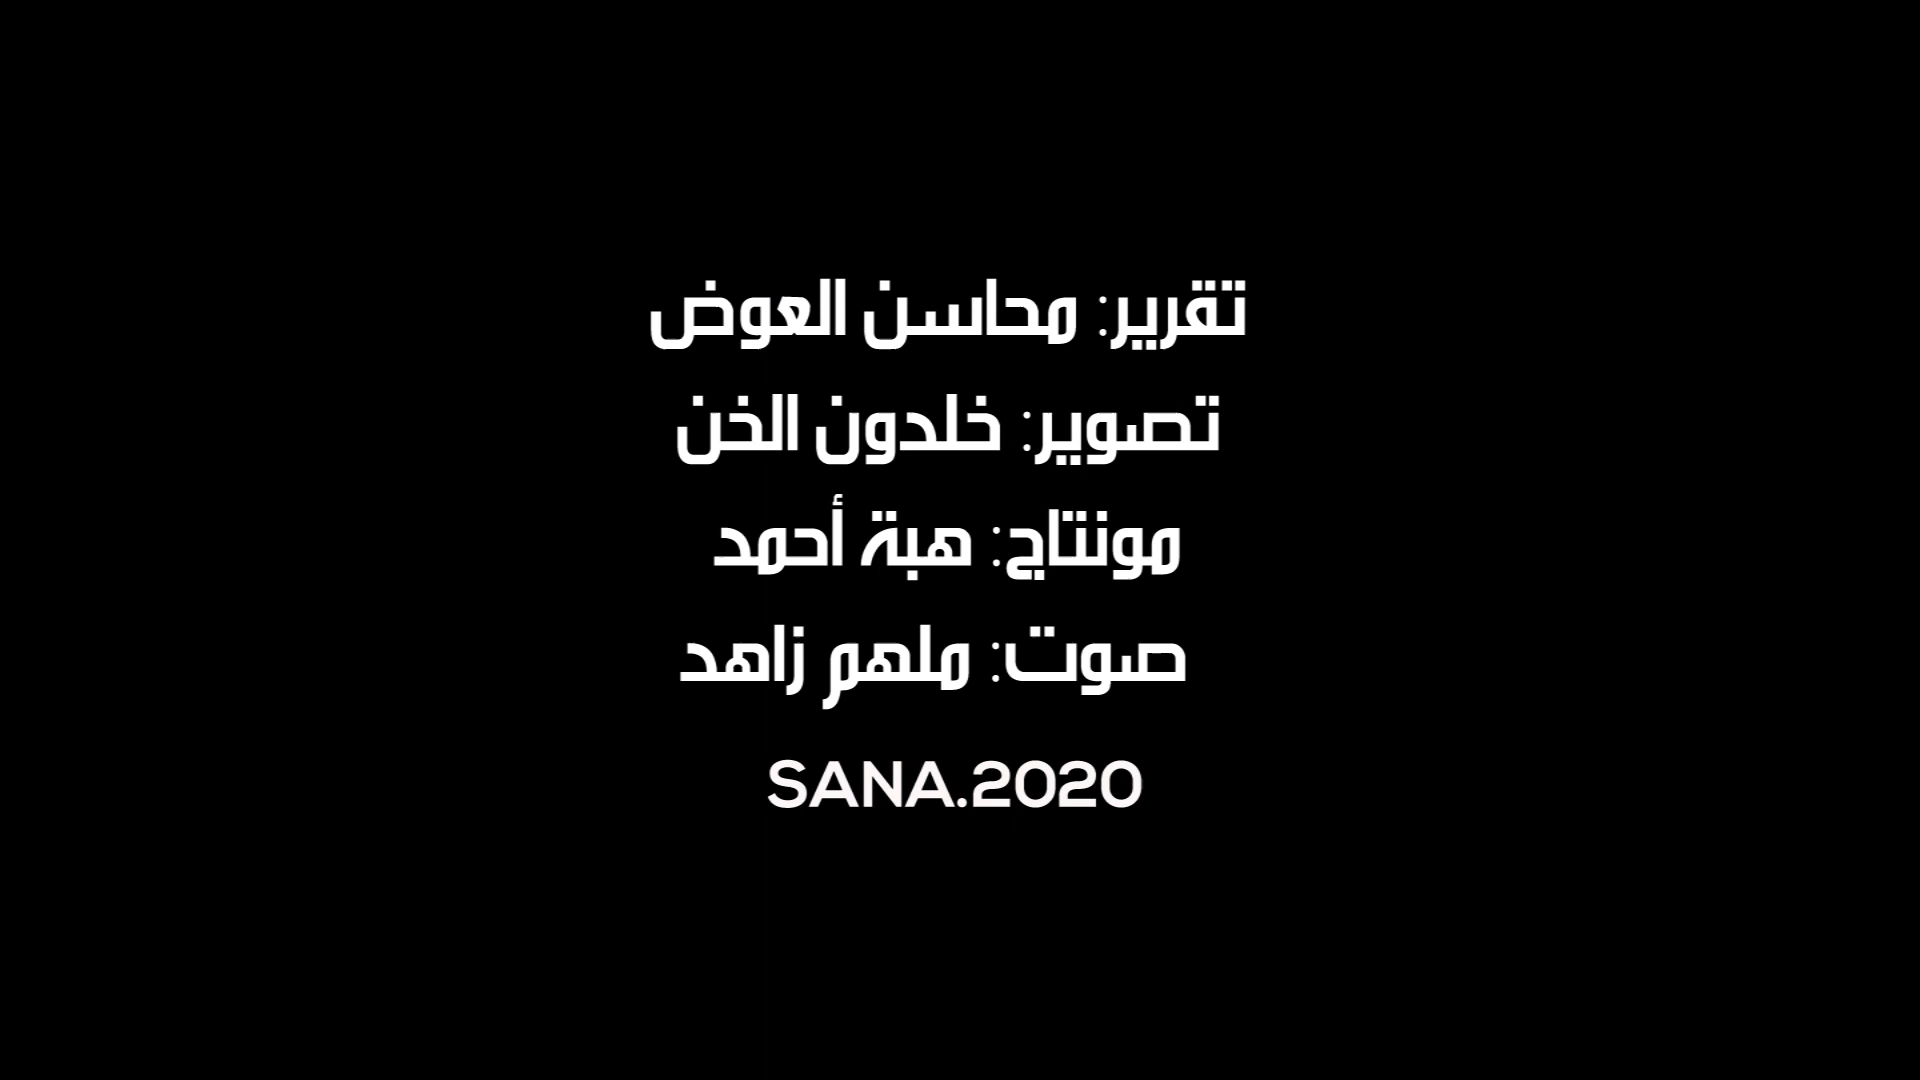 تقرير: محاسن العوض
تصوير: خلدون الخن
مونتاج: هبة أحمد
صوت: ملهم زاهد
SANA.2020